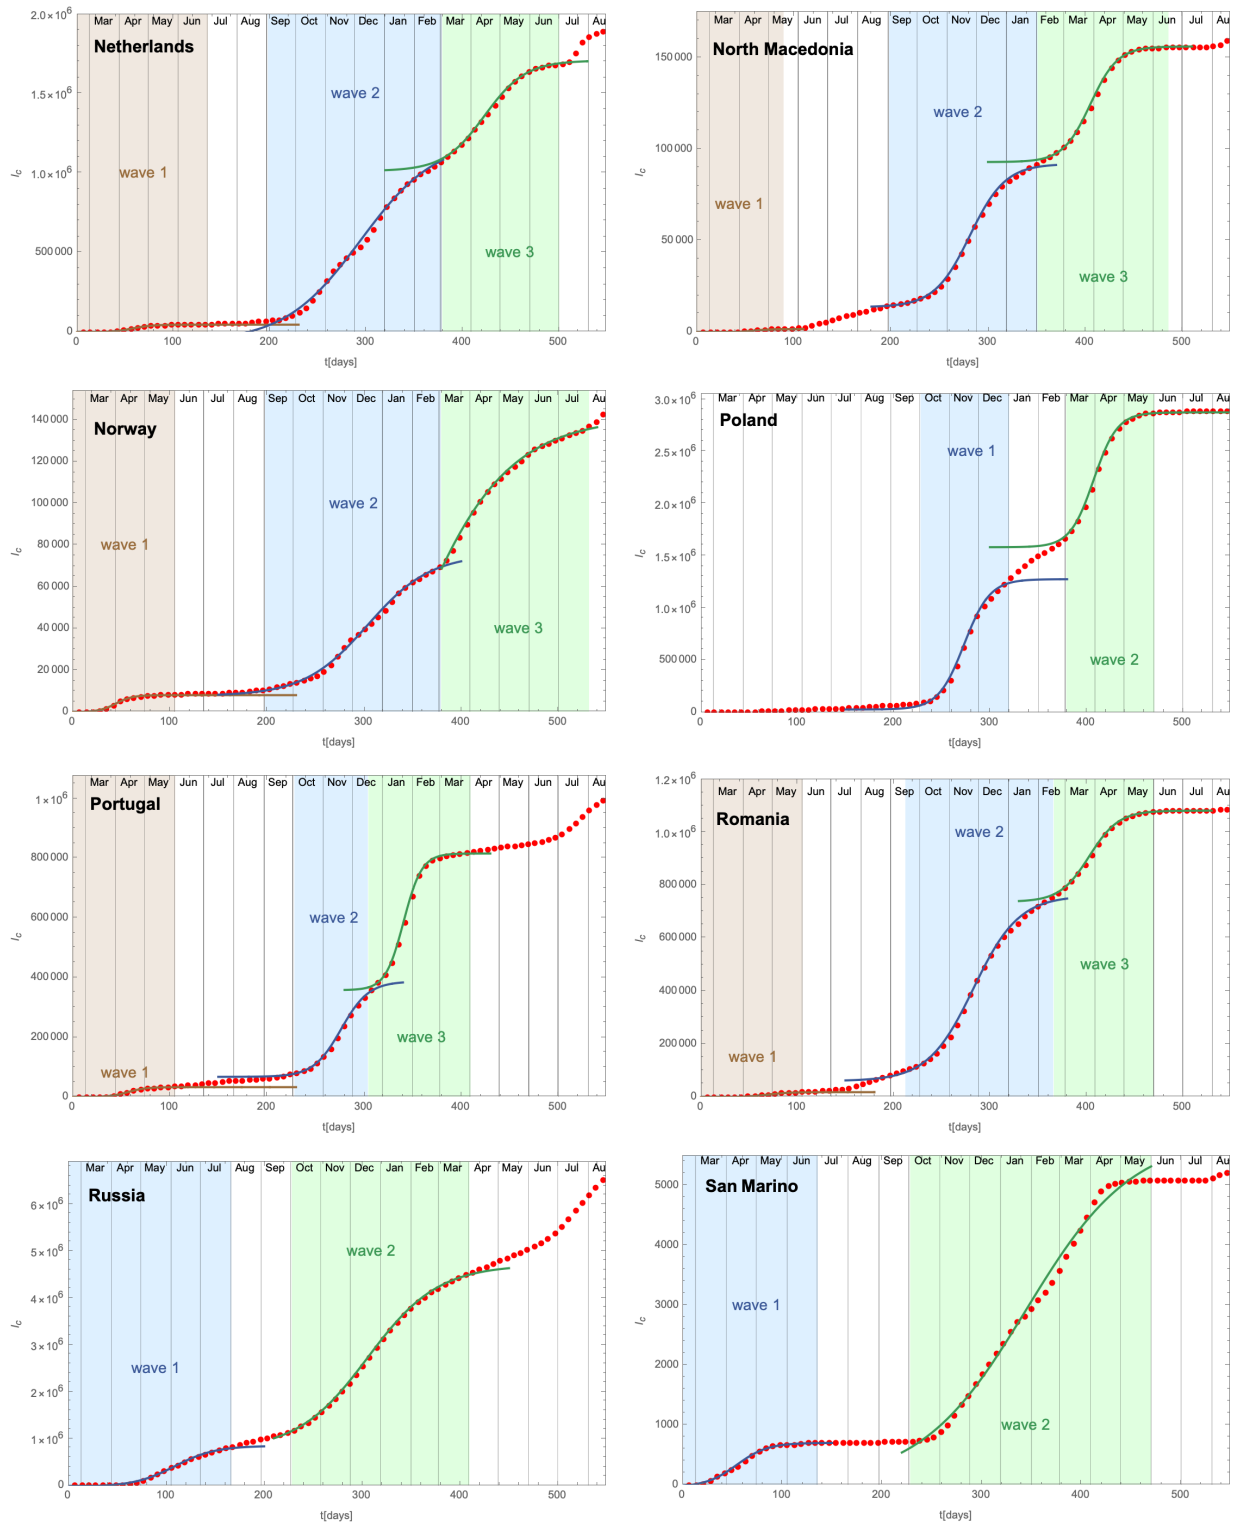 Mar Apr May Jun Jul Aug Sep Oct Nov Dec Jan Feb Mar Apr May Jun Jul Au
2.0×10⁶
Netherlands
1.5×10⁶
wave 2
wave 1
1.0×10⁶
I_c
wave 3
500 000
0
0 100 200 300 400 500
t[days]
Mar Apr May Jun Jul Aug Sep Oct Nov Dec Jan Feb Mar Apr May Jun Jul Au
North Macedonia
150 000
wave 2
100 000
I_c
wave 1
50 000
wave 3
0
0 100 200 300 400 500
t[days]
Mar Apr May Jun Jul Aug Sep Oct Nov Dec Jan Feb Mar Apr May Jun Jul Au
140 000
Norway
120 000
100 000
wave 2
80 000
wave 1
I_c
60 000
40 000
wave 3
20 000
0
0 100 200 300 400 500
t[days]
Mar Apr May Jun Jul Aug Sep Oct Nov Dec Jan Feb Mar Apr May Jun Jul Au
3.0×10⁶
Poland
2.5×10⁶
wave 1
2.0×10⁶
I_c
1.5×10⁶
1.0×10⁶
500 000
wave 2
0
0 100 200 300 400 500
t[days]
Mar Apr May Jun Jul Aug Sep Oct Nov Dec Jan Feb Mar Apr May Jun Jul Au
1×10⁶
Portugal
800 000
600 000
wave 2
I_c
400 000
200 000
wave 3
wave 1
0
0 100 200 300 400 500
t[days]
Mar Apr May Jun Jul Aug Sep Oct Nov Dec Jan Feb Mar Apr May Jun Jul Au
1.2×10⁶
Romania
1.0×10⁶
wave 2
800 000
600 000
I_c
wave 3
400 000
200 000
wave 1
0
0 100 200 300 400 500
t[days]
Mar Apr May Jun Jul Aug Sep Oct Nov Dec Jan Feb Mar Apr May Jun Jul Au
Russia
6×10⁶
5×10⁶
wave 2
4×10⁶
I_c
3×10⁶
wave 1
2×10⁶
1×10⁶
0
0 100 200 300 400 500
t[days]
Mar Apr May Jun Jul Aug Sep Oct Nov Dec Jan Feb Mar Apr May Jun Jul Au
5000
San Marino
4000
wave 1
3000
I_c
2000
1000
wave 2
0
0 100 200 300 400 500
t[days]